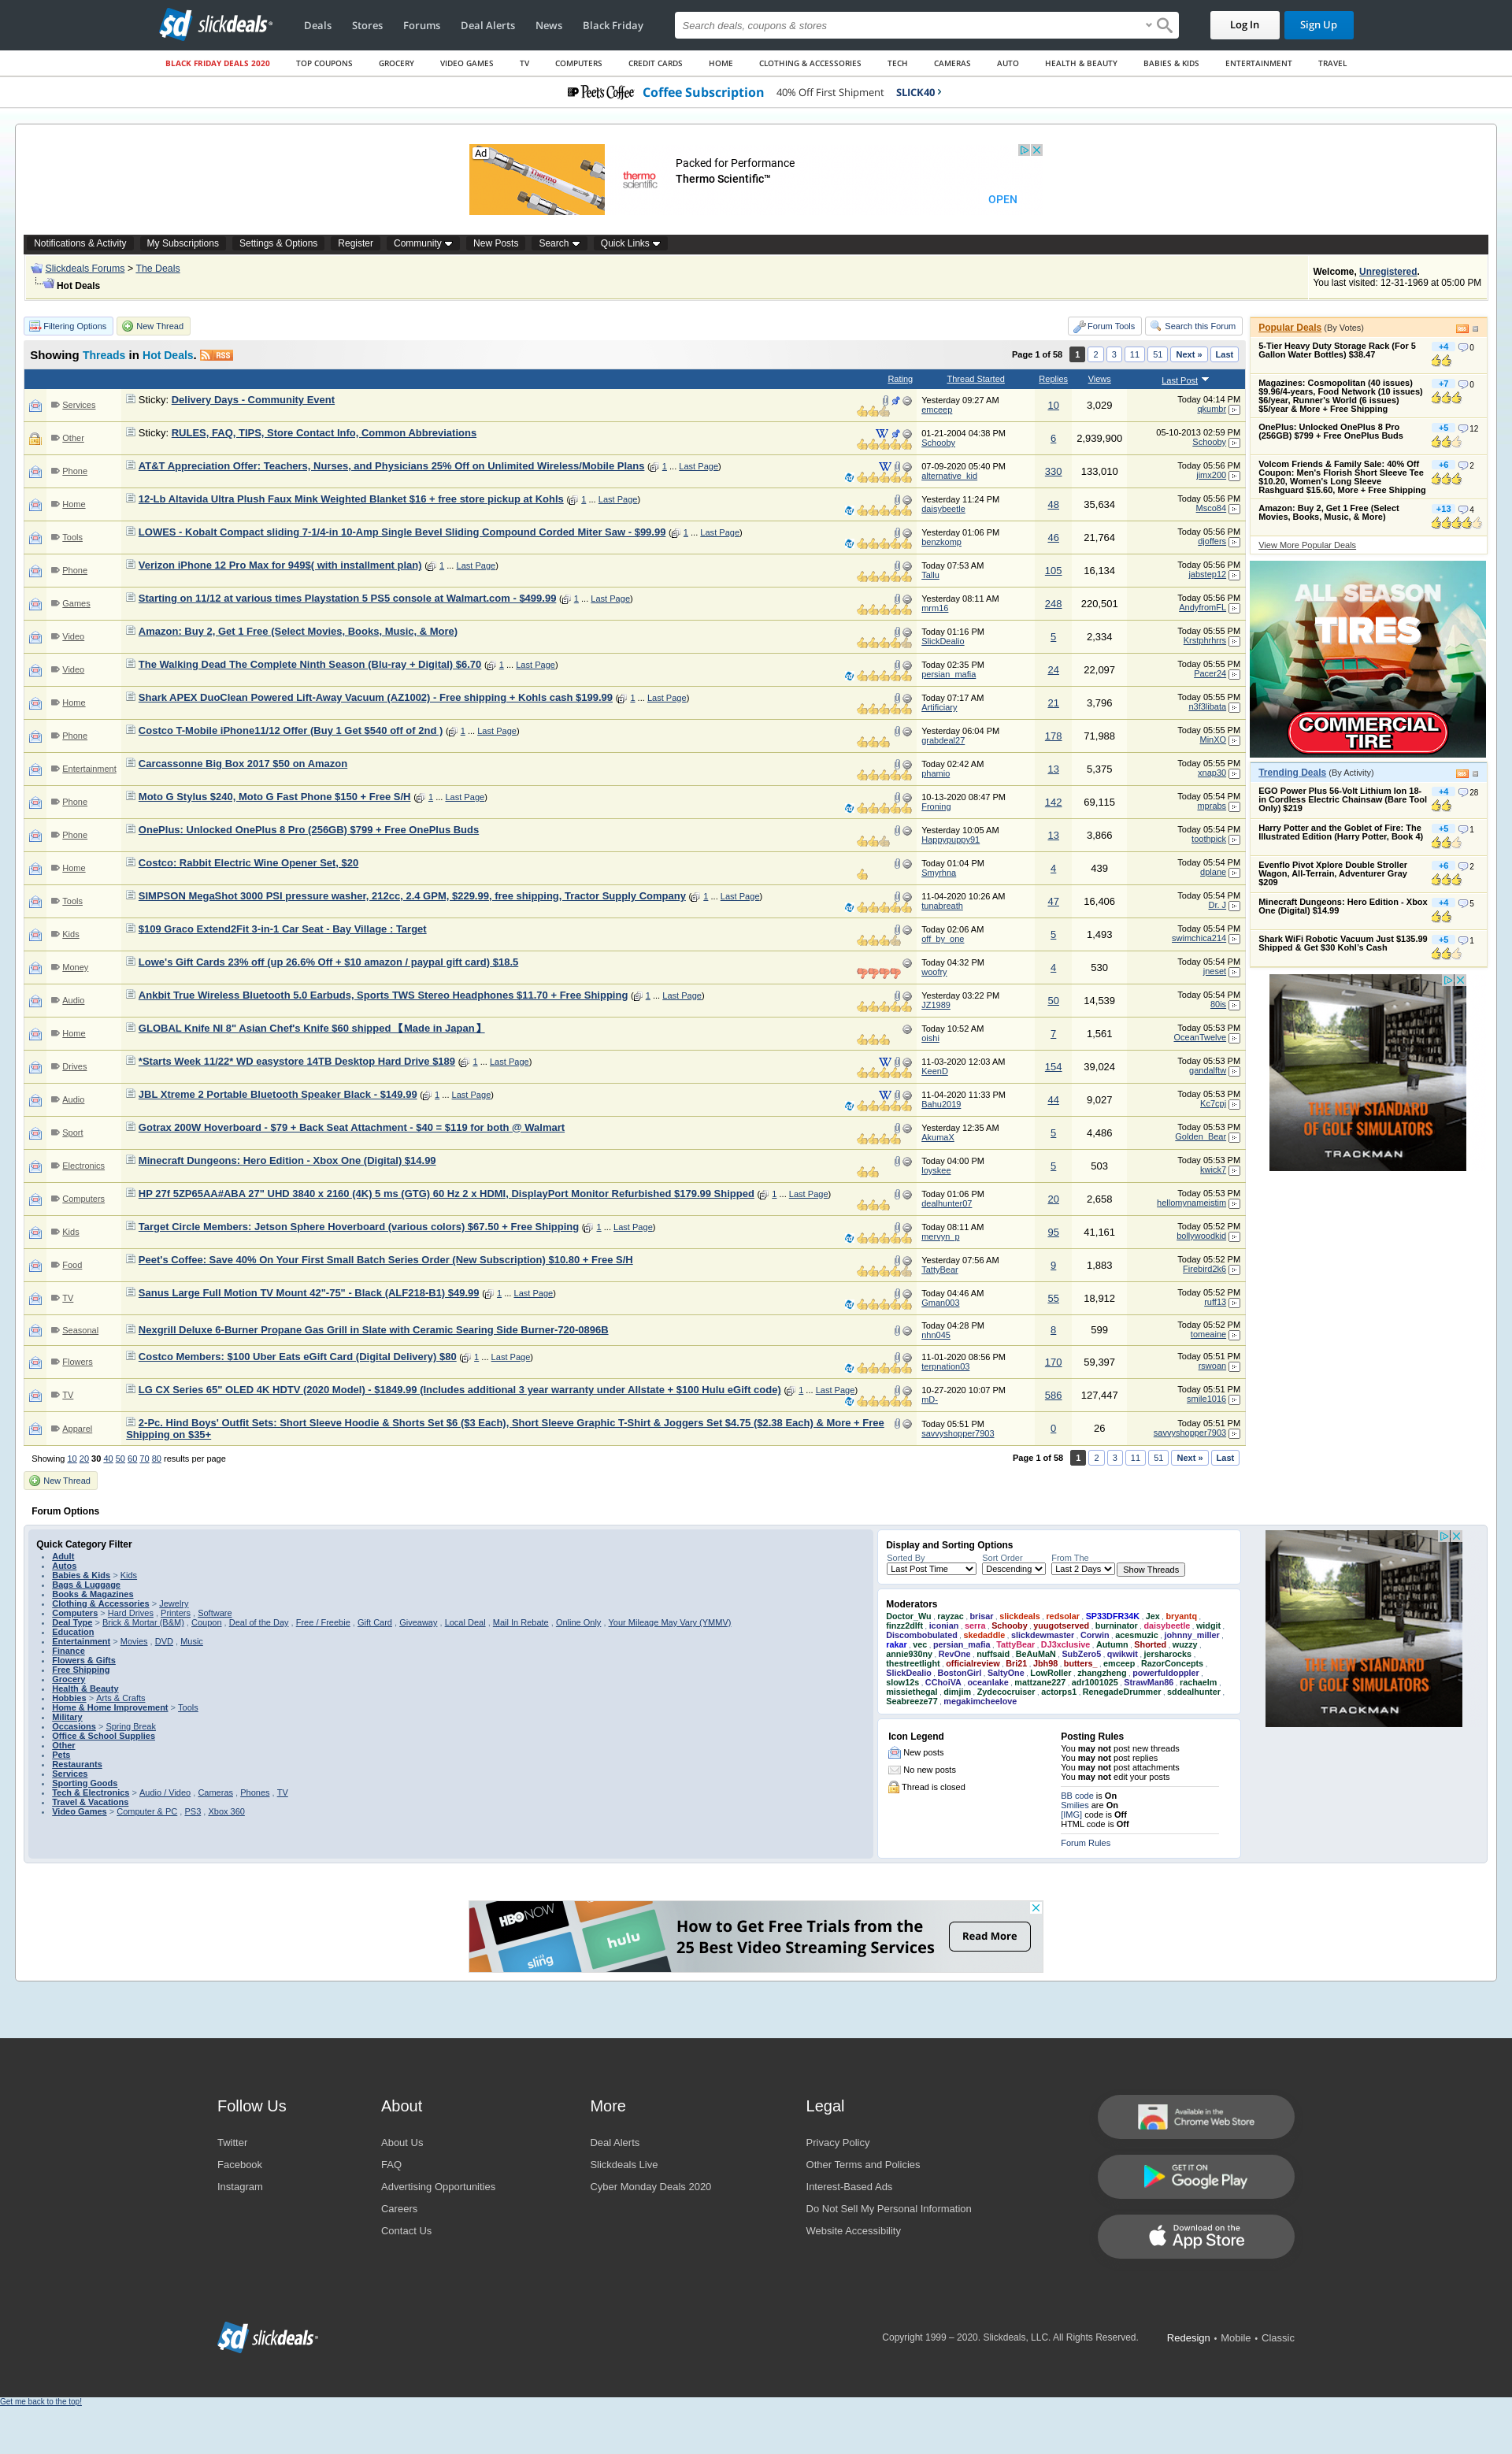 sd slickdeals
Deals Stores Forums Deal Alerts News Black Friday
Search deals, coupons & stores
Log In
Sign Up
BLACK FRIDAY DEALS 2020 TOP COUPONS GROCERY VIDEO GAMES TV COMPUTERS CREDIT CARDS HOME CLOTHING & ACCESSORIES TECH CAMERAS AUTO HEALTH & BEAUTY BABIES & KIDS ENTERTAINMENT TRAVEL
Peet's Coffee Coffee Subscription 40% Off First Shipment SLICK40 ›
Ad
thermo scientific
Packed for Performance
Thermo Scientific™
OPEN
Notifications & Activity My Subscriptions Settings & Options Register Community New Posts Search Quick Links
Slickdeals Forums > The Deals
Hot Deals
Welcome, Unregistered.
You last visited: 12-31-1969 at 05:00 PM
Filtering Options New Thread Forum Tools Search this Forum
Showing Threads in Hot Deals. RSS
Page 1 of 58 1 2 3 11 51 Next » Last
Rating Thread Started Replies Views Last Post
Services Sticky: Delivery Days - Community Event Yesterday 09:27 AM emceep 10 3,029 Today 04:14 PM qkumbr
Other Sticky: RULES, FAQ, TIPS, Store Contact Info, Common Abbreviations 01-21-2004 04:38 PM Schooby 6 2,939,900 05-10-2013 02:59 PM Schooby
Phone AT&T Appreciation Offer: Teachers, Nurses, and Physicians 25% Off on Unlimited Wireless/Mobile Plans ( 1 ... Last Page) 07-09-2020 05:40 PM alternative_kid 330 133,010 Today 05:56 PM jimx200
Home 12-Lb Altavida Ultra Plush Faux Mink Weighted Blanket $16 + free store pickup at Kohls ( 1 ... Last Page) Yesterday 11:24 PM daisybeetle 48 35,634 Today 05:56 PM Msco84
Tools LOWES - Kobalt Compact sliding 7-1/4-in 10-Amp Single Bevel Sliding Compound Corded Miter Saw - $99.99 ( 1 ... Last Page) Yesterday 01:06 PM benzkomp 46 21,764 Today 05:56 PM djoffers
Phone Verizon iPhone 12 Pro Max for 949$( with installment plan) ( 1 ... Last Page) Today 07:53 AM Tallu 105 16,134 Today 05:56 PM jabstep12
Games Starting on 11/12 at various times Playstation 5 PS5 console at Walmart.com - $499.99 ( 1 ... Last Page) Yesterday 08:11 AM mrm16 248 220,501 Today 05:56 PM AndyfromFL
Video Amazon: Buy 2, Get 1 Free (Select Movies, Books, Music, & More) Today 01:16 PM SlickDealio 5 2,334 Today 05:55 PM Krstphrhrrs
Video The Walking Dead The Complete Ninth Season (Blu-ray + Digital) $6.70 ( 1 ... Last Page) Today 02:35 PM persian_mafia 24 22,097 Today 05:55 PM Pacer24
Home Shark APEX DuoClean Powered Lift-Away Vacuum (AZ1002) - Free shipping + Kohls cash $199.99 ( 1 ... Last Page) Today 07:17 AM Artificiary 21 3,796 Today 05:55 PM n3f3libata
Phone Costco T-Mobile iPhone11/12 Offer (Buy 1 Get $540 off of 2nd ) ( 1 ... Last Page) Yesterday 06:04 PM grabdeal27 178 71,988 Today 05:55 PM MinXO
Entertainment Carcassonne Big Box 2017 $50 on Amazon Today 02:42 AM phamio 13 5,375 Today 05:55 PM xnap30
Phone Moto G Stylus $240, Moto G Fast Phone $150 + Free S/H ( 1 ... Last Page) 10-13-2020 08:47 PM Froning 142 69,115 Today 05:54 PM mprabs
Phone OnePlus: Unlocked OnePlus 8 Pro (256GB) $799 + Free OnePlus Buds Yesterday 10:05 AM Happypuppy91 13 3,866 Today 05:54 PM toothpick
Home Costco: Rabbit Electric Wine Opener Set, $20 Today 01:04 PM Smyrhna 4 439 Today 05:54 PM dplane
Tools SIMPSON MegaShot 3000 PSI pressure washer, 212cc, 2.4 GPM, $229.99, free shipping, Tractor Supply Company ( 1 ... Last Page) 11-04-2020 10:26 AM tunabreath 47 16,406 Today 05:54 PM Dr. J
Kids $109 Graco Extend2Fit 3-in-1 Car Seat - Bay Village : Target Today 02:06 AM off_by_one 5 1,493 Today 05:54 PM swimchica214
Money Lowe's Gift Cards 23% off (up 26.6% Off + $10 amazon / paypal gift card) $18.5 Today 04:32 PM woofry 4 530 Today 05:54 PM jneset
Audio Ankbit True Wireless Bluetooth 5.0 Earbuds, Sports TWS Stereo Headphones $11.70 + Free Shipping ( 1 ... Last Page) Yesterday 03:22 PM JZ1989 50 14,539 Today 05:54 PM 80is
Home GLOBAL Knife NI 8" Asian Chef's Knife $60 shipped【Made in Japan】 Today 10:52 AM oishi 7 1,561 Today 05:53 PM OceanTwelve
Drives *Starts Week 11/22* WD easystore 14TB Desktop Hard Drive $189 ( 1 ... Last Page) 11-03-2020 12:03 AM KeenD 154 39,024 Today 05:53 PM gandalftw
Audio JBL Xtreme 2 Portable Bluetooth Speaker Black - $149.99 ( 1 ... Last Page) 11-04-2020 11:33 PM Bahu2019 44 9,027 Today 05:53 PM Kc7cpj
Sport Gotrax 200W Hoverboard - $79 + Back Seat Attachment - $40 = $119 for both @ Walmart Yesterday 12:35 AM AkumaX 5 4,486 Today 05:53 PM Golden_Bear
Electronics Minecraft Dungeons: Hero Edition - Xbox One (Digital) $14.99 Today 04:00 PM loyskee 5 503 Today 05:53 PM kwick7
Computers HP 27f 5ZP65AA#ABA 27" UHD 3840 x 2160 (4K) 5 ms (GTG) 60 Hz 2 x HDMI, DisplayPort Monitor Refurbished $179.99 Shipped ( 1 ... Last Page) Today 01:06 PM dealhunter07 20 2,658 Today 05:53 PM hellomynameistim
Kids Target Circle Members: Jetson Sphere Hoverboard (various colors) $67.50 + Free Shipping ( 1 ... Last Page) Today 08:11 AM mervyn_p 95 41,161 Today 05:52 PM bollywoodkid
Food Peet's Coffee: Save 40% On Your First Small Batch Series Order (New Subscription) $10.80 + Free S/H Yesterday 07:56 AM TattyBear 9 1,883 Today 05:52 PM Firebird2k6
TV Sanus Large Full Motion TV Mount 42"-75" - Black (ALF218-B1) $49.99 ( 1 ... Last Page) Today 04:46 AM Gman003 55 18,912 Today 05:52 PM ruff13
Seasonal Nexgrill Deluxe 6-Burner Propane Gas Grill in Slate with Ceramic Searing Side Burner-720-0896B Today 04:28 PM nhn045 8 599 Today 05:52 PM tomeaine
Flowers Costco Members: $100 Uber Eats eGift Card (Digital Delivery) $80 ( 1 ... Last Page) 11-01-2020 08:56 PM terpnation03 170 59,397 Today 05:51 PM rswoan
TV LG CX Series 65" OLED 4K HDTV (2020 Model) - $1849.99 (Includes additional 3 year warranty under Allstate + $100 Hulu eGift code) ( 1 ... Last Page) 10-27-2020 10:07 PM mD- 586 127,447 Today 05:51 PM smile1016
Apparel 2-Pc. Hind Boys' Outfit Sets: Short Sleeve Hoodie & Shorts Set $6 ($3 Each), Short Sleeve Graphic T-Shirt & Joggers Set $4.75 ($2.38 Each) & More + Free Shipping on $35+ Today 05:51 PM savvyshopper7903 0 26 Today 05:51 PM savvyshopper7903
Showing 10 20 30 40 50 60 70 80 results per page
Page 1 of 58 1 2 3 11 51 Next » Last
New Thread
Popular Deals (By Votes)
5-Tier Heavy Duty Storage Rack (For 5 Gallon Water Bottles) $38.47 +4 0
Magazines: Cosmopolitan (40 issues) $9.96/4-years, Food Network (10 issues) $6/year, Runner's World (6 issues) $5/year & More + Free Shipping +7 0
OnePlus: Unlocked OnePlus 8 Pro (256GB) $799 + Free OnePlus Buds +5 12
Volcom Friends & Family Sale: 40% Off Coupon: Men's Florish Short Sleeve Tee $10.20, Women's Long Sleeve Rashguard $15.60, More + Free Shipping +6 2
Amazon: Buy 2, Get 1 Free (Select Movies, Books, Music, & More) +13 4
View More Popular Deals
ALL SEASON
TIRES
COMMERCIAL
TIRE
Trending Deals (By Activity)
EGO Power Plus 56-Volt Lithium Ion 18-in Cordless Electric Chainsaw (Bare Tool Only) $219 +4 28
Harry Potter and the Goblet of Fire: The Illustrated Edition (Harry Potter, Book 4) +5 1
Evenflo Pivot Xplore Double Stroller Wagon, All-Terrain, Adventurer Gray $209 +6 2
Minecraft Dungeons: Hero Edition - Xbox One (Digital) $14.99 +4 5
Shark WiFi Robotic Vacuum Just $135.99 Shipped & Get $30 Kohl's Cash +5 1
THE NEW STANDARD
OF GOLF SIMULATORS
TRACKMAN
Forum Options
Quick Category Filter
Adult
Autos
Babies & Kids > Kids
Bags & Luggage
Books & Magazines
Clothing & Accessories > Jewelry
Computers > Hard Drives , Printers , Software
Deal Type > Brick & Mortar (B&M) , Coupon , Deal of the Day , Free / Freebie , Gift Card , Giveaway , Local Deal , Mail In Rebate , Online Only , Your Mileage May Vary (YMMV)
Education
Entertainment > Movies , DVD , Music
Finance
Flowers & Gifts
Free Shipping
Grocery
Health & Beauty
Hobbies > Arts & Crafts
Home & Home Improvement > Tools
Military
Occasions > Spring Break
Office & School Supplies
Other
Pets
Restaurants
Services
Sporting Goods
Tech & Electronics > Audio / Video , Cameras , Phones , TV
Travel & Vacations
Video Games > Computer & PC , PS3 , Xbox 360
Display and Sorting Options
Sorted By Sort Order From The
Last Post Time Descending Last 2 Days Show Threads
Moderators
Doctor_Wu , rayzac , brisar , slickdeals , redsolar , SP33DFR34K , Jex , bryantq ,
finzz2dlft , iconian , serra , Schooby , yuugotserved , burninator , daisybeetle , widgit ,
Discombobulated , skedaddle , slickdewmaster , Corwin , acesmuzic , johnny_miller ,
rakar , vec , persian_mafia , TattyBear , DJ3xclusive , Autumn , Shorted , wuzzy ,
annie930ny , RevOne , nuffsaid , BeAuMaN , SubZero5 , qwikwit , jersharocks ,
thestreetlight , officialreview , Bri21 , Jbh98 , butters_ , emceep , RazorConcepts ,
SlickDealio , BostonGirl , SaltyOne , LowRoller , zhangzheng , powerfuldoppler ,
slow12s , CChoiVA , oceanlake , mattzane227 , adr1001025 , StrawMan86 , rachaelm ,
missiethegal , dimjim , Zydecocruiser , actorps1 , RenegadeDrummer , sddealhunter ,
Seabreeze77 , megakimcheelove
Icon Legend
New posts
No new posts
Thread is closed
Posting Rules
You may not post new threads
You may not post replies
You may not post attachments
You may not edit your posts
BB code is On
Smilies are On
[IMG] code is Off
HTML code is Off
Forum Rules
THE NEW STANDARD
OF GOLF SIMULATORS
TRACKMAN
HBO NOW
sling
hulu
How to Get Free Trials from the
25 Best Video Streaming Services
Read More
Follow Us
Twitter
Facebook
Instagram
About
About Us
FAQ
Advertising Opportunities
Careers
Contact Us
More
Deal Alerts
Slickdeals Live
Cyber Monday Deals 2020
Legal
Privacy Policy
Other Terms and Policies
Interest-Based Ads
Do Not Sell My Personal Information
Website Accessibility
Available in the
Chrome Web Store
GET IT ON
Google Play
Download on the
App Store
sd slickdeals
Copyright 1999 – 2020. Slickdeals, LLC. All Rights Reserved.
Redesign • Mobile • Classic
Get me back to the top!